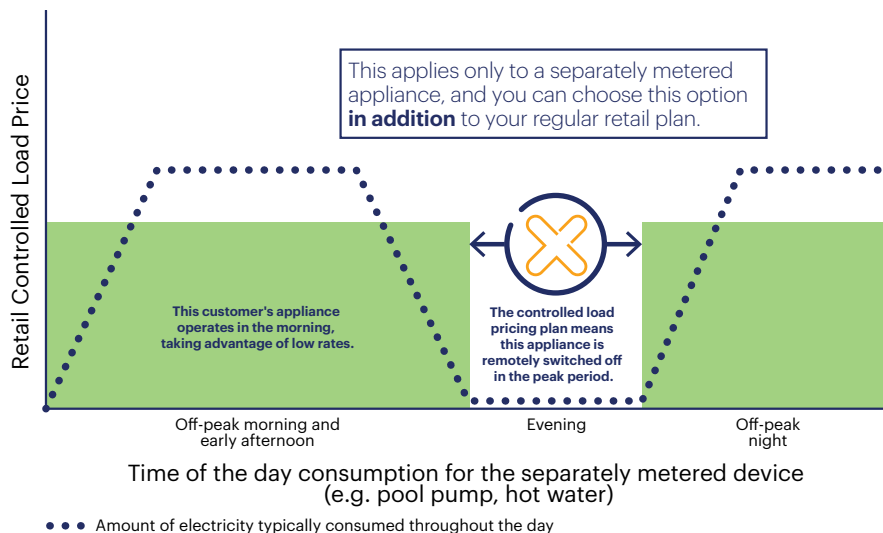 This applies only to a separately metered
appliance, and you can choose this option
in addition to your regular retail plan.
Retail Controlled Load Price
This customer's appliance
operates in the morning,
taking advantage of low rates.
The controlled load
pricing plan means
this appliance is
remotely switched off
in the peak period.
Off-peak morning and
early afternoon
Evening
Off-peak
night
Time of the day consumption for the separately metered device
(e.g. pool pump, hot water)
Amount of electricity typically consumed throughout the day